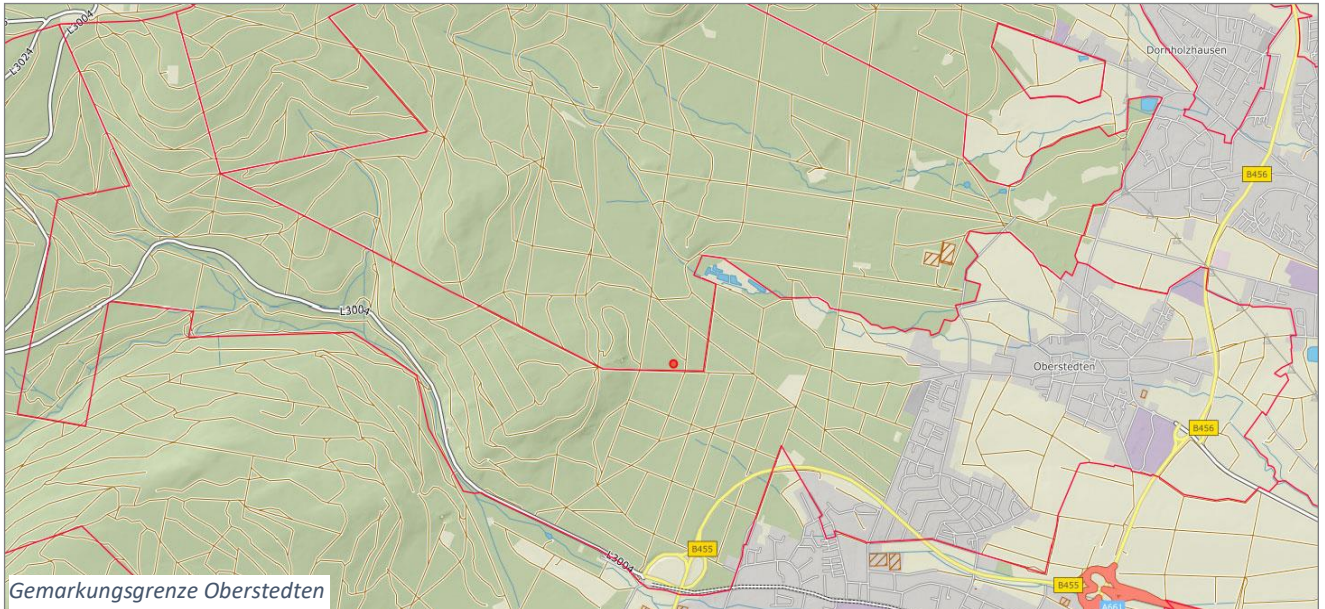 L3004
L3024
Dornholzhausen
B456
L3004
Oberstedten
B456
B455
L3004
B455
A661
Gemarkungsgrenze Oberstedten